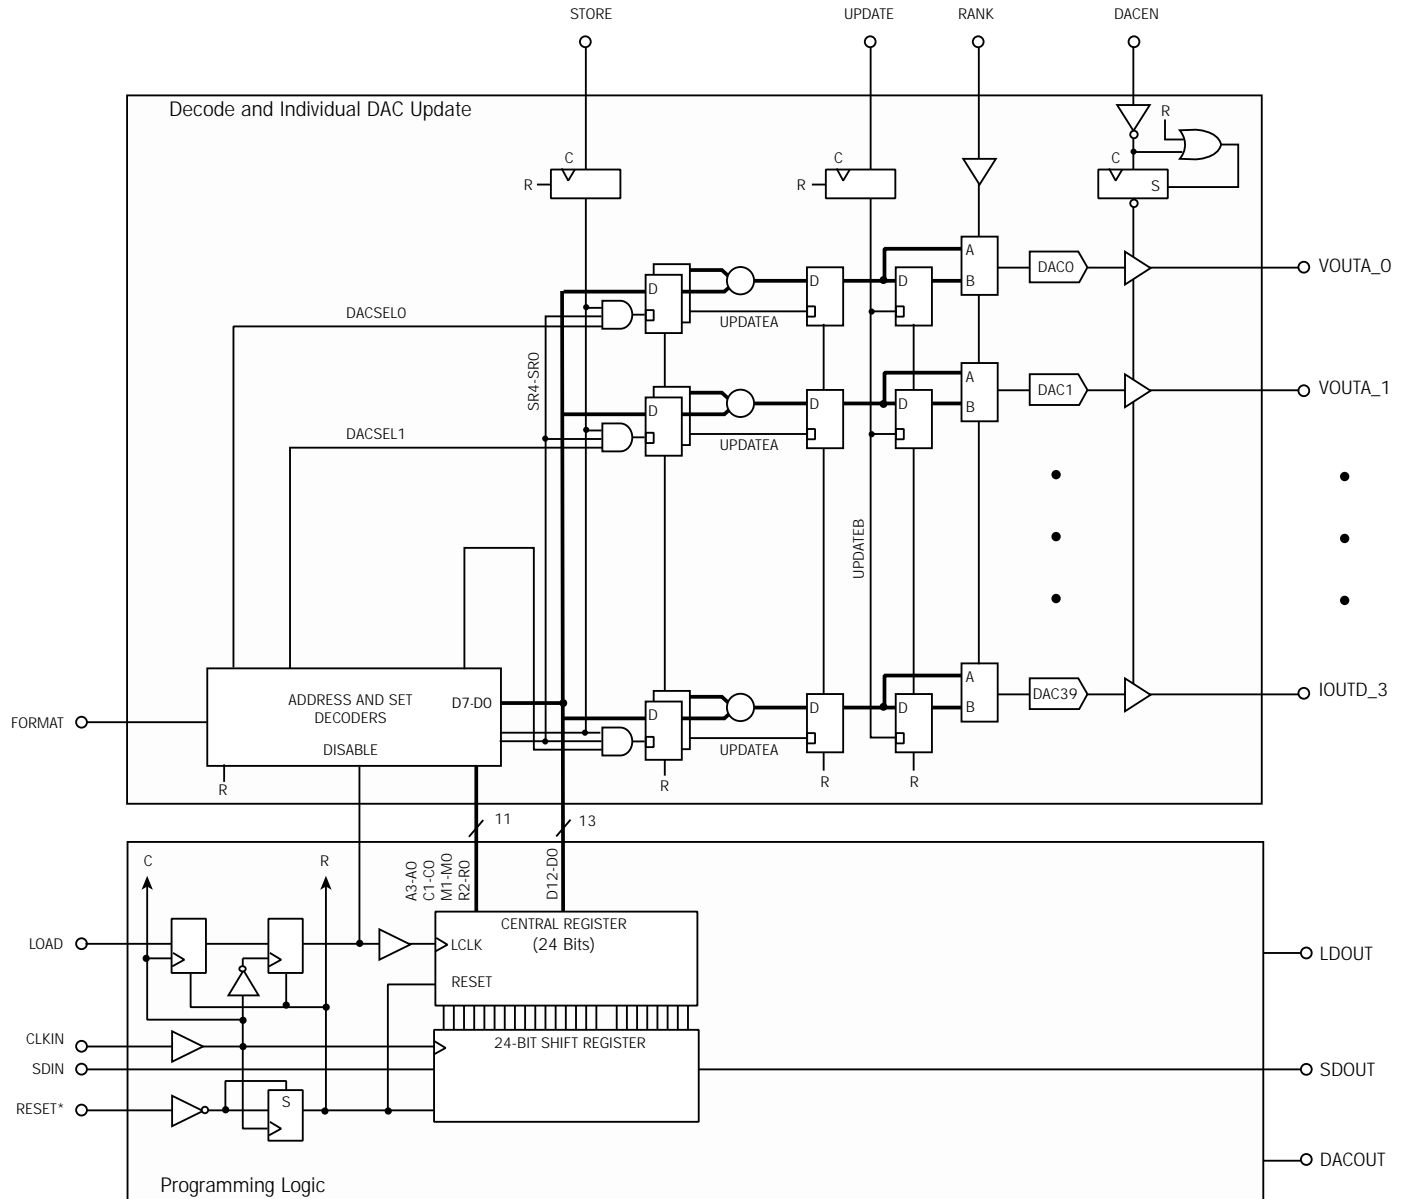 STORE
UPDATE
RANK
DACEN
Decode and Individual DAC Update
R
C
R
C
R
C
S
A
B
D
D
D
DAC0
VOUTA_0
DACSEL0
UPDATEA
SR4-SR0
A
B
D
D
D
DAC1
VOUTA_1
DACSEL1
UPDATEA
UPDATEB
ADDRESS AND SET
DECODERS
D7-D0
DISABLE
FORMAT
R
A
B
D
D
D
DAC39
IOUTD_3
UPDATEA
R
R
R
11
13
C
R
A3-A0
C1-C0
M1-M0
R2-R0
D12-D0
CENTRAL REGISTER
(24 Bits)
LOAD
LCLK
LDOUT
RESET
CLKIN
24-BIT SHIFT REGISTER
SDIN
SDOUT
RESET*
S
DACOUT
Programming Logic